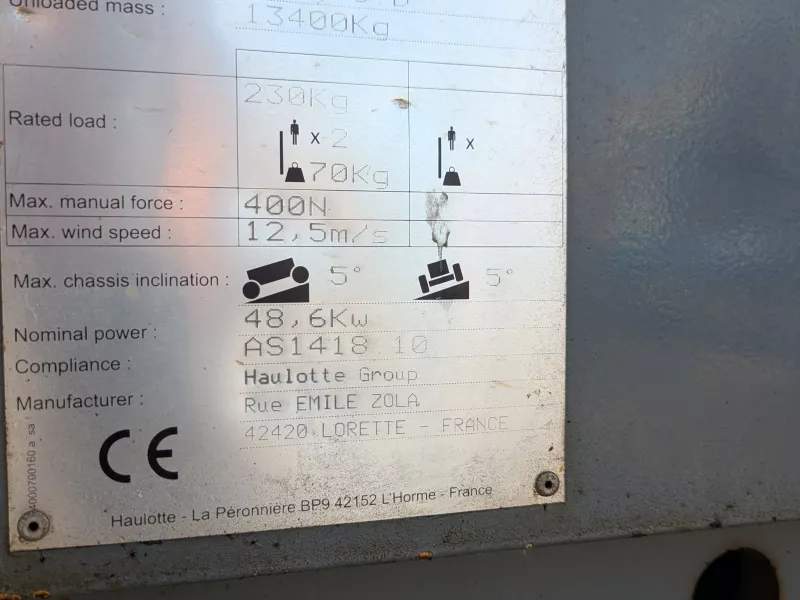 Unloaded mass : 13400Kg
Rated load : 230Kg
x 2 x
70Kg
Max. manual force : 400N
Max. wind speed : 12,5m/s
Max. chassis inclination : 5° 5°
Nominal power : 48,6Kw
Compliance : AS1418 10
Manufacturer : Haulotte Group
Rue EMILE ZOLA
42420 LORETTE - FRANCE
CE
Haulotte - La Péronnière BP9 42152 L'Horme - France